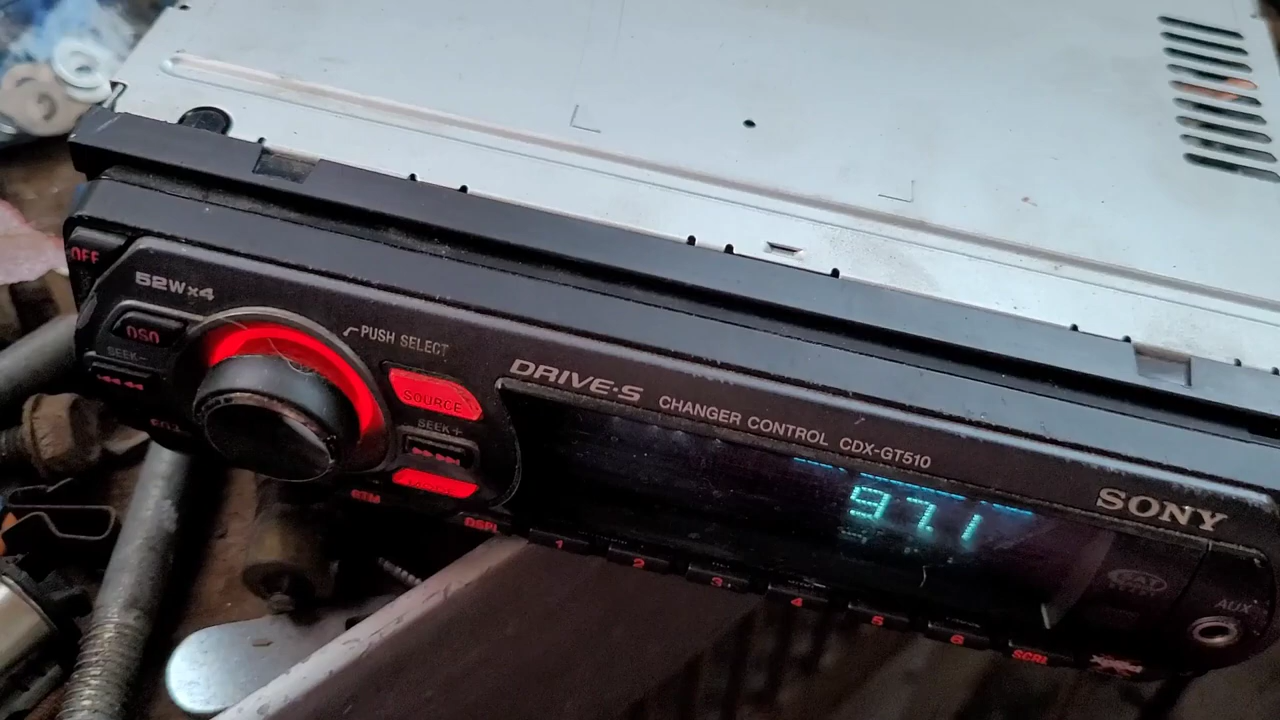 OFF
52W×4
DSO
SEEK−
PUSH SELECT
SOURCE
SEEK+
DRIVE·S
CHANGER CONTROL CDX-GT510
97.1
SONY
AUX
DSPL
1
2
3
4
5
6
SCRL